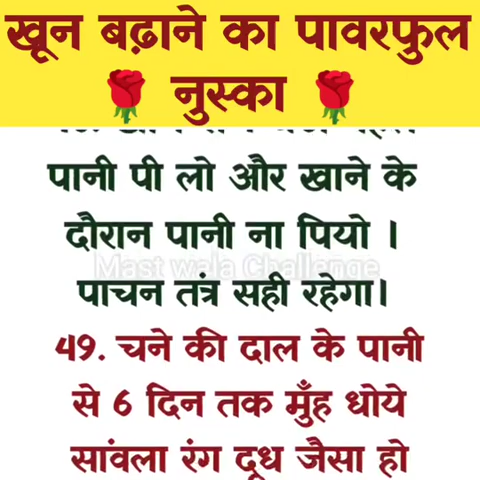 खून बढ़ाने का पावरफुल
नुस्का
पानी पी लो और खाने के
दौरान पानी ना पियो ।
Mast wala Challenge
पाचन तंत्र सही रहेगा।
49. चने की दाल के पानी
से 6 दिन तक मुँह धोये
सांवला रंग दूध जैसा हो